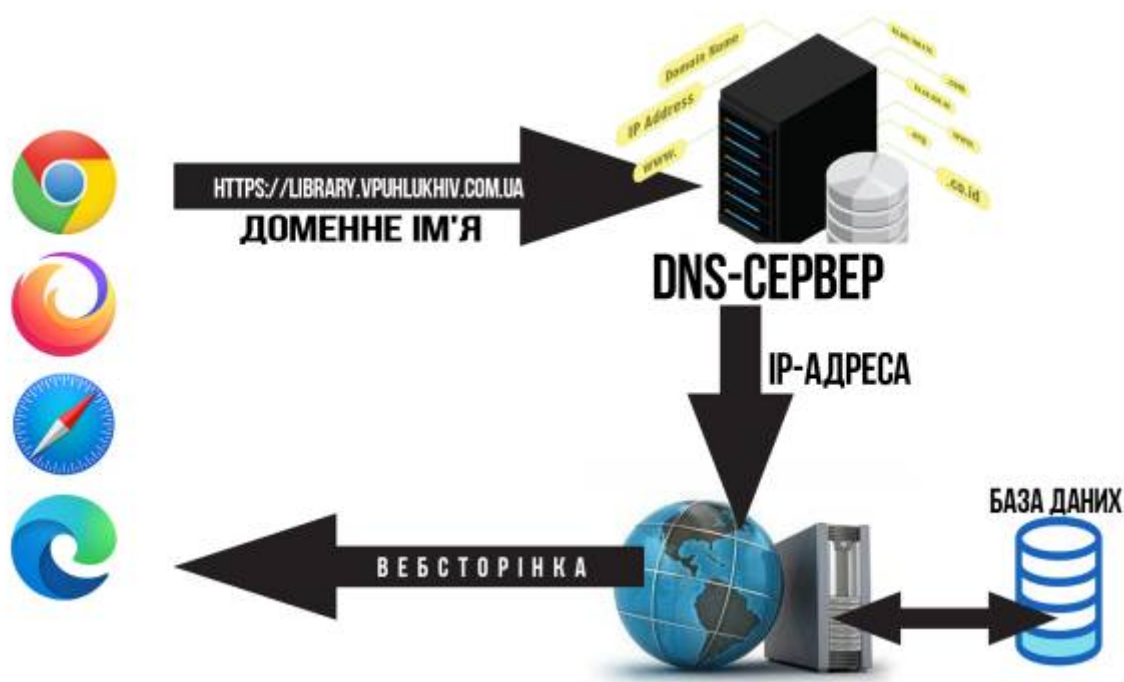 Domain Name
IP Address
www.
.com
.org
www.
.co.id
HTTPS://LIBRARY.VPUHLUKHIV.COM.UA
ДОМЕННЕ ІМ'Я
DNS-СЕРВЕР
IP-АДРЕСА
БАЗА ДАНИХ
ВЕБСТОРІНКА